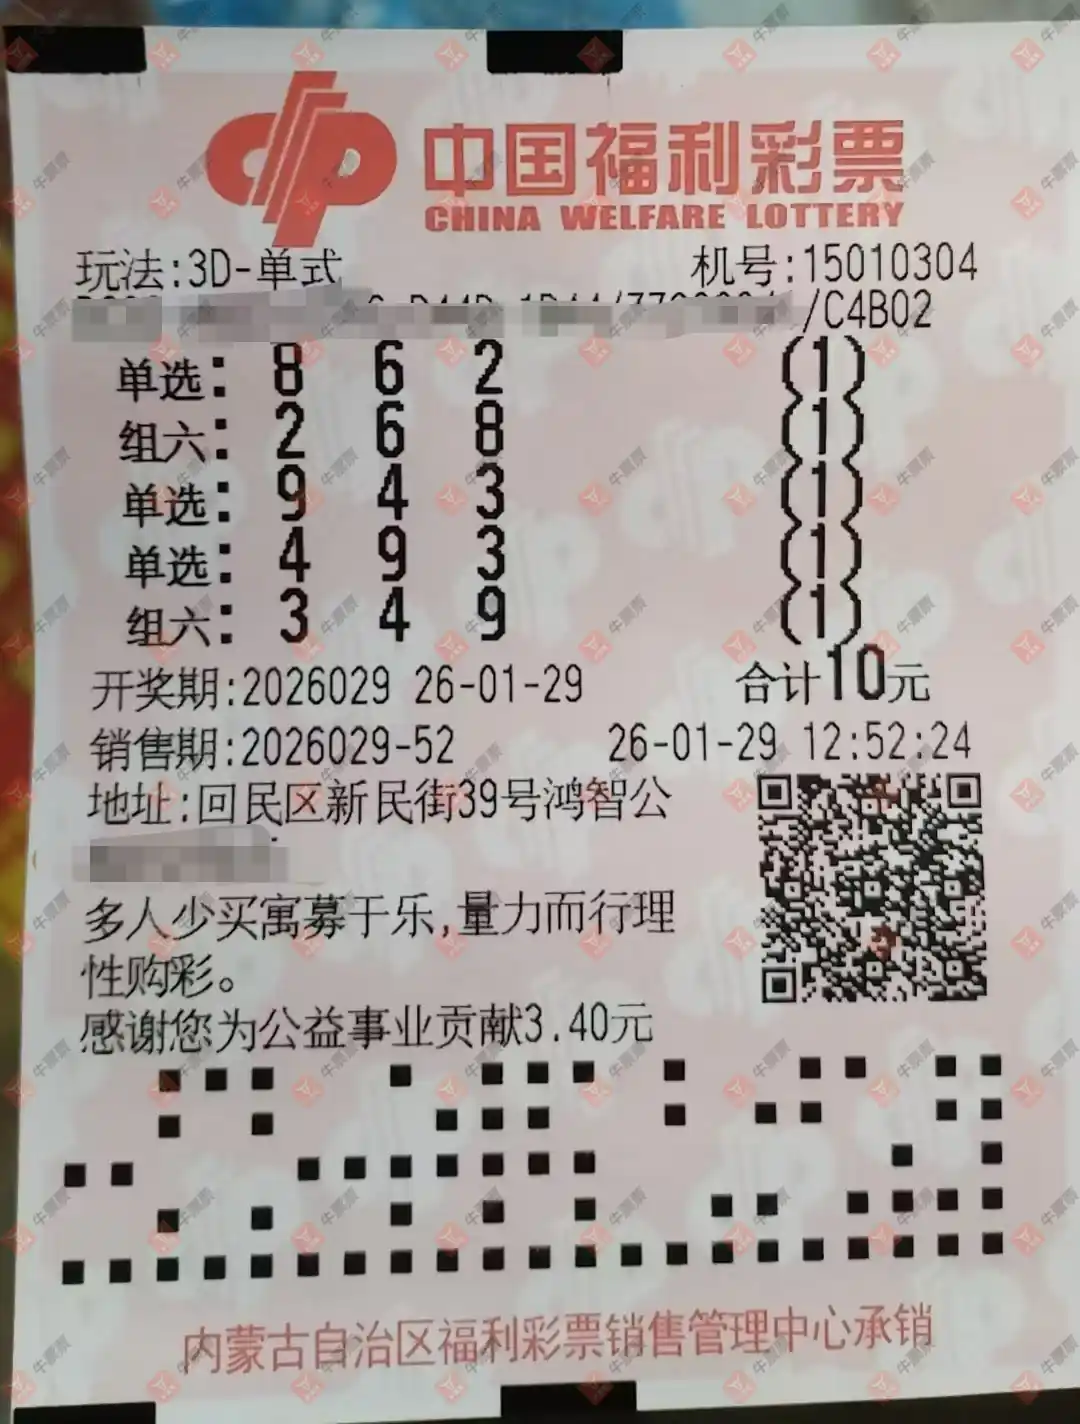 中国福利彩票
CHINA WELFARE LOTTERY
玩法:3D-单式 机号:15010304
/C4B02
单选: 8 6 2 (1)
组六: 2 6 8 (1)
单选: 9 4 3 (1)
单选: 4 9 3 (1)
组六: 3 4 9 (1)
开奖期:2026029 26-01-29 合计10元
销售期:2026029-52 26-01-29 12:52:24
地址:回民区新民街39号鸿智公
多人少买寓募于乐,量力而行理
性购彩。
感谢您为公益事业贡献3.40元
内蒙古自治区福利彩票销售管理中心承销
牛票票